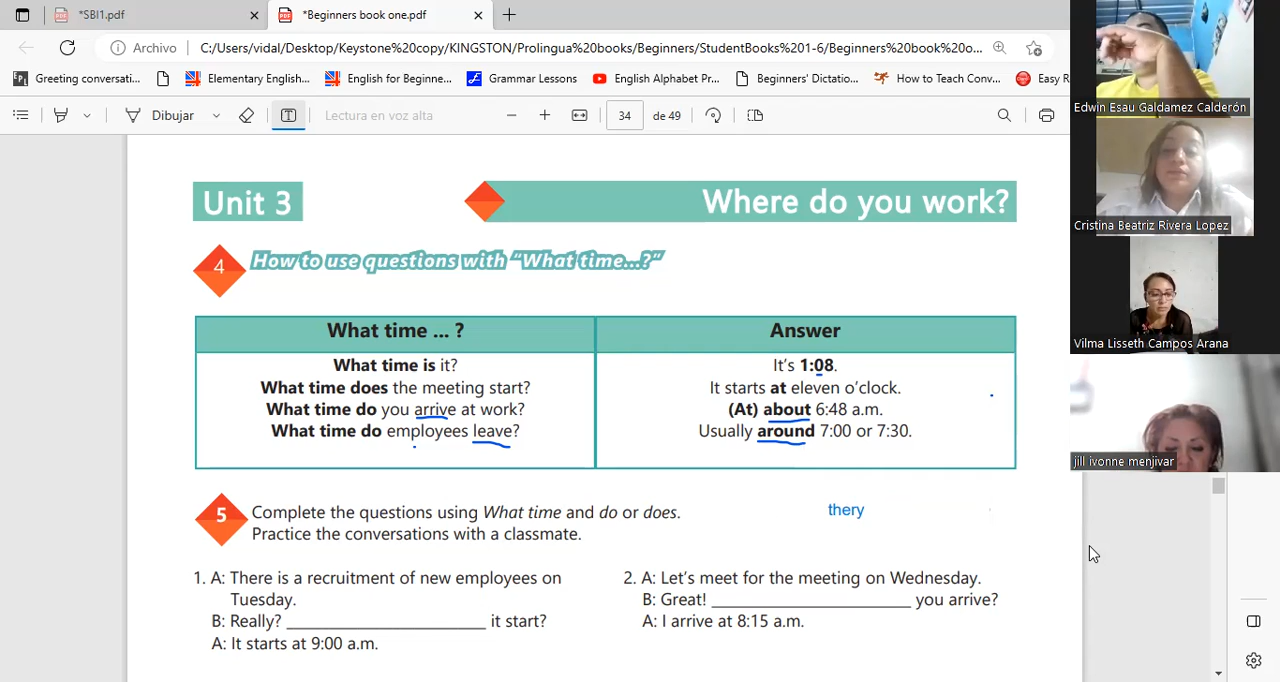 *SBI1.pdf
*Beginners book one.pdf
Archivo C:/Users/vidal/Desktop/Keystone%20copy/KINGSTON/Prolingua%20books/Beginners/StudentBooks%201-6/Beginners%20book%20o...
Greeting conversati... Elementary English... English for Beginne... Grammar Lessons English Alphabet Pr... Beginners' Dictatio... How to Teach Conv... Easy R
Dibujar Lectura en voz alta 34 de 49
Unit 3
Where do you work?
4 How to use questions with "What time...?"
What time ... ? Answer
What time is it? It's 1:08.
What time does the meeting start? It starts at eleven o'clock.
What time do you arrive at work? (At) about 6:48 a.m.
What time do employees leave? Usually around 7:00 or 7:30.
5 Complete the questions using What time and do or does.
Practice the conversations with a classmate.
thery
1. A: There is a recruitment of new employees on
Tuesday.
B: Really? ______________________ it start?
A: It starts at 9:00 a.m.
2. A: Let's meet for the meeting on Wednesday.
B: Great! ______________________ you arrive?
A: I arrive at 8:15 a.m.
Edwin Esau Galdamez Calderón
Cristina Beatriz Rivera Lopez
Vilma Lisseth Campos Arana
jill ivonne menjivar